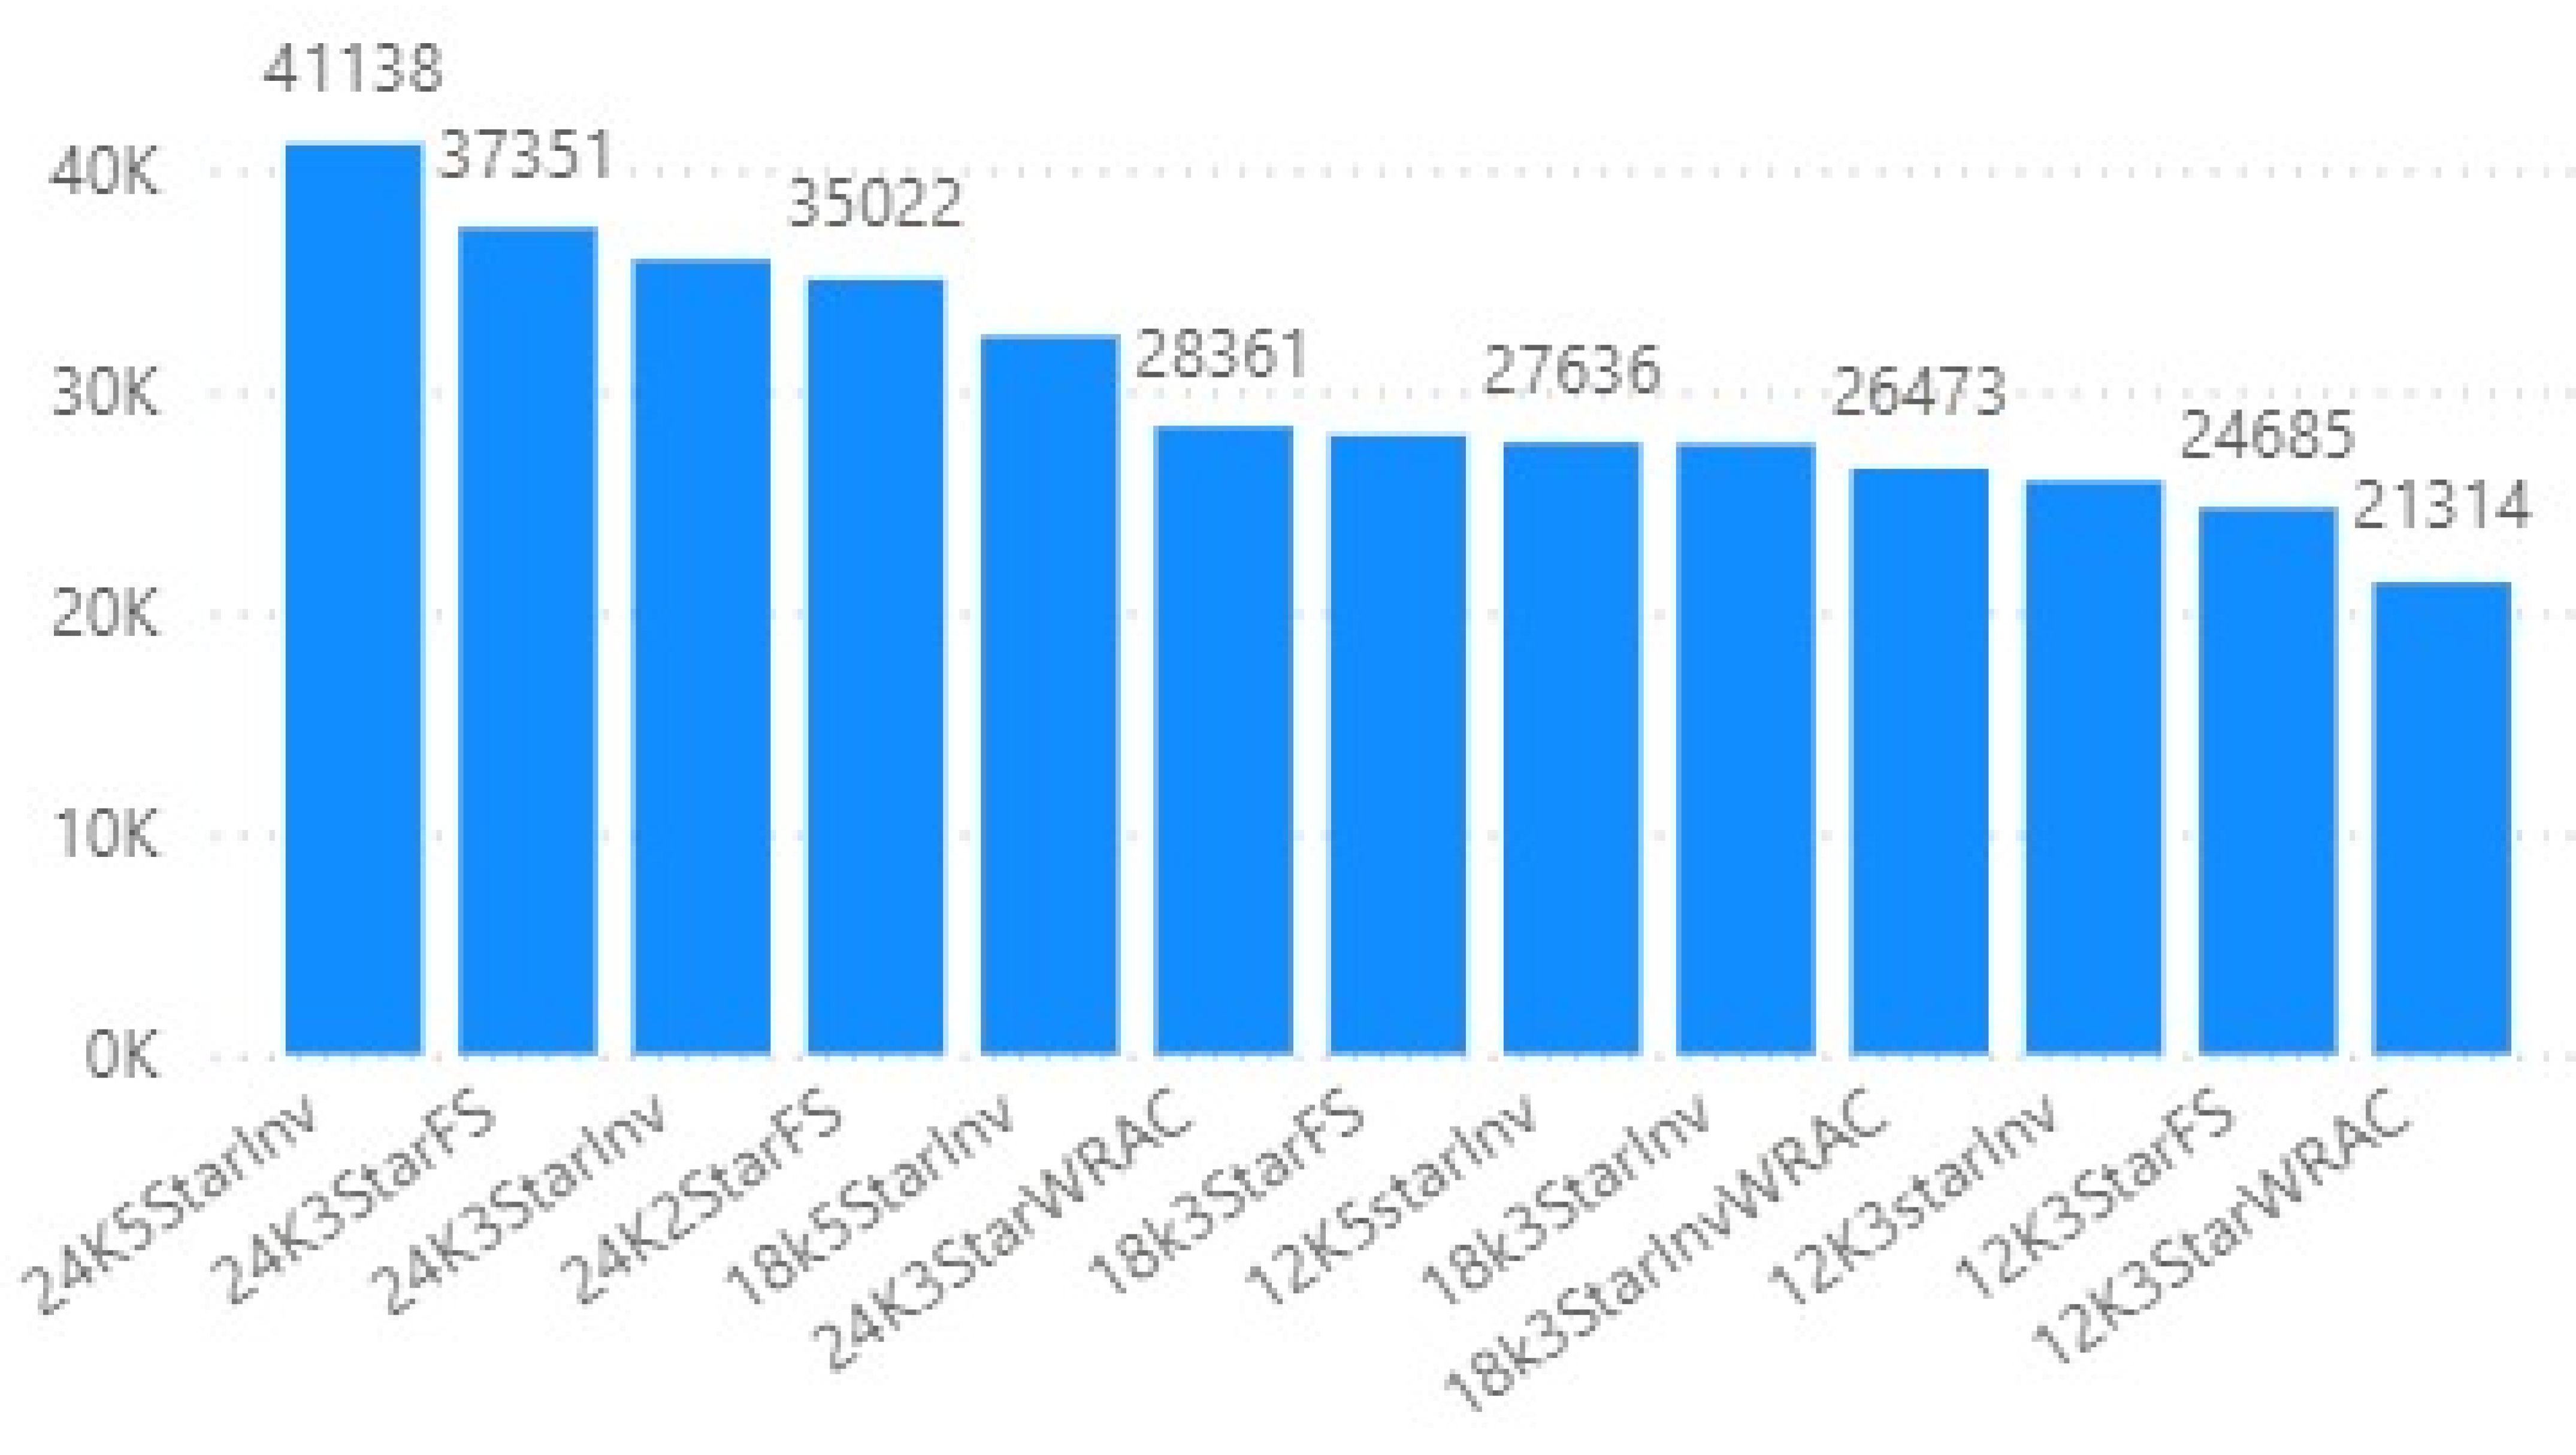 41138
37351
35022
28361
27636
26473
24685
21314
40K
30K
20K
10K
0K
24K5StarInv
24K3StarFS
24K3StarInv
24K2StarFS
18k5StarInv
24K3StarWRAC
18k3StarFS
12K5starInv
18k3StarInv
18k3StarInvWRAC
12K3starInv
12K3StarFS
12K3StarWRAC